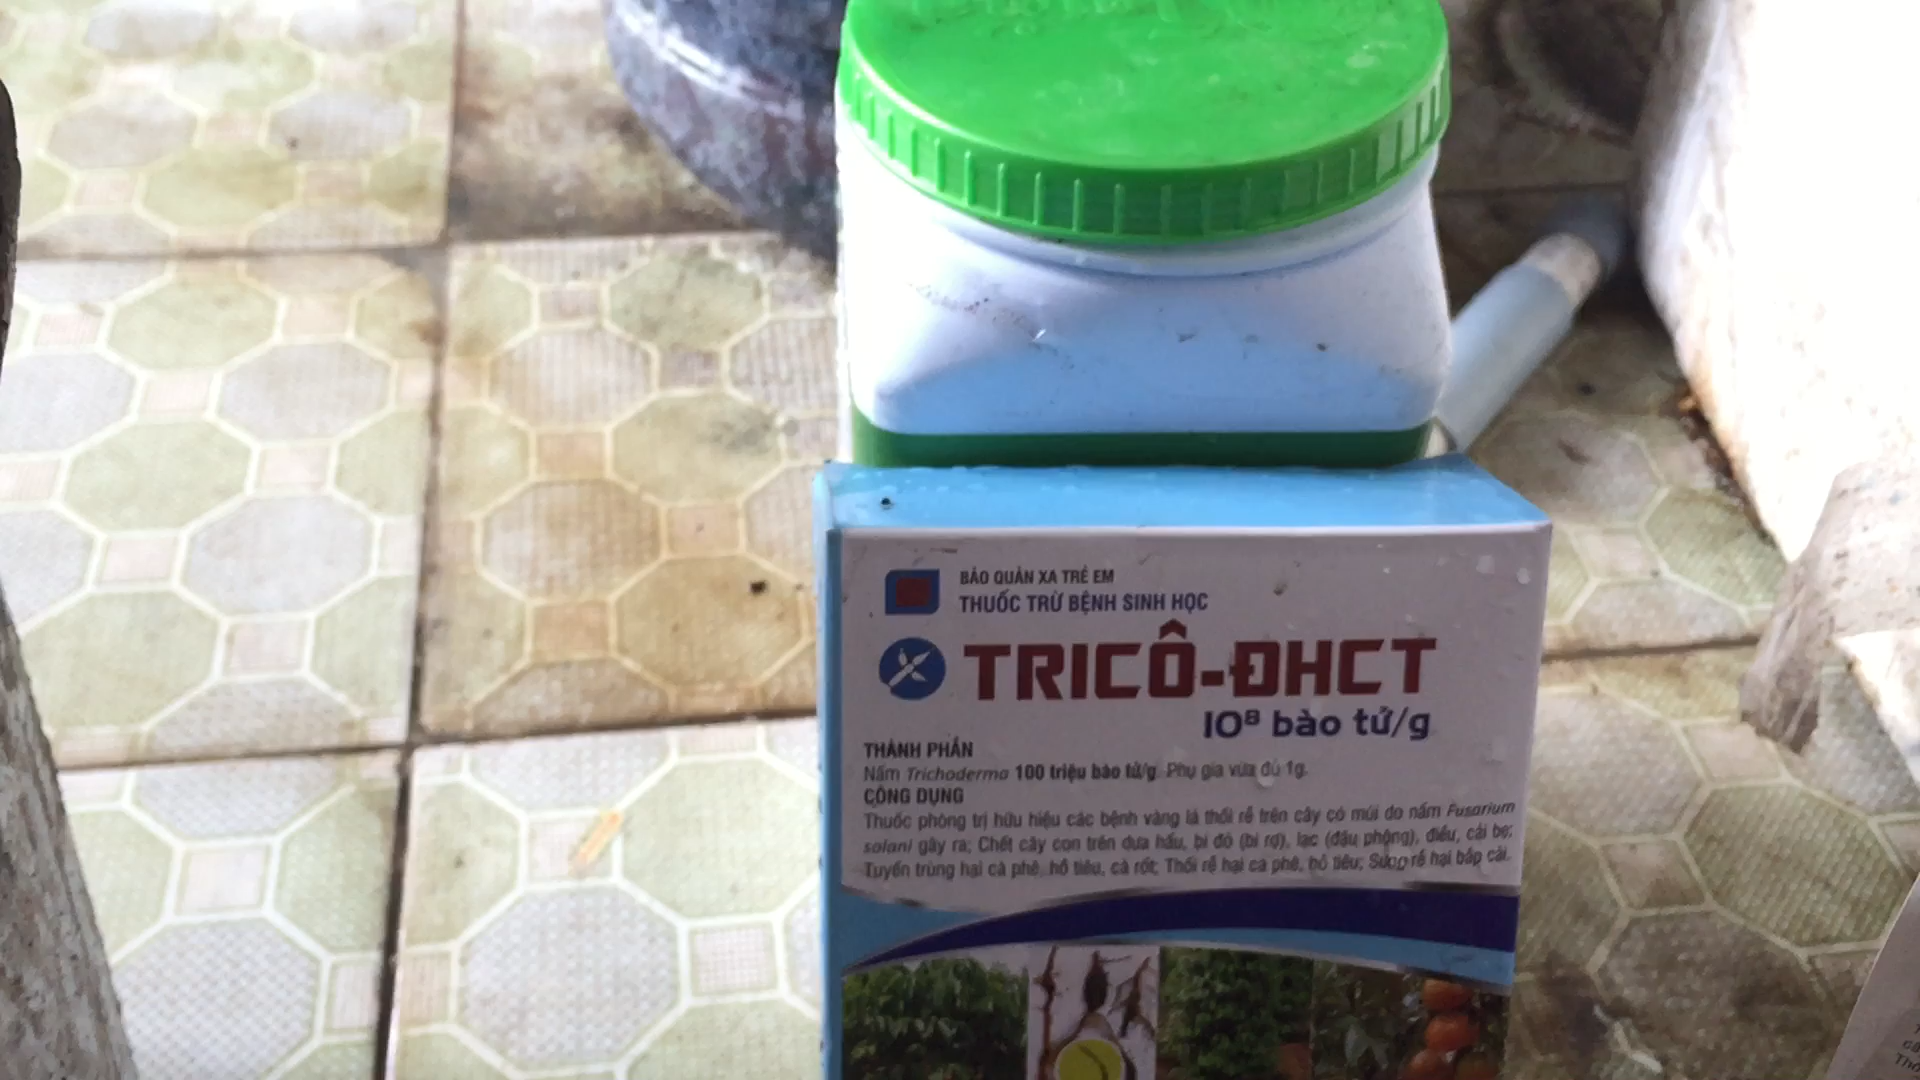 BẢO QUẢN XA TRẺ EM
THUỐC TRỪ BỆNH SINH HỌC
TRICÔ-ĐHCT
10⁸ bào tử/g
THÀNH PHẦN
Nấm Trichoderma 100 triệu bào tử/g. Phụ gia vừa đủ 1g.
CÔNG DỤNG
Thuốc phòng trị hữu hiệu các bệnh vàng lá thối rễ trên cây có múi do nấm Fusarium
solani gây ra; Chết cây con trên dưa hấu, bí đỏ (bí rợ), lạc (đậu phộng), điều, cải bẹ;
Tuyến trùng hại cà phê, hồ tiêu, cà rốt; Thối rễ hại cà phê, hồ tiêu; Sưng rễ hại bắp cải.